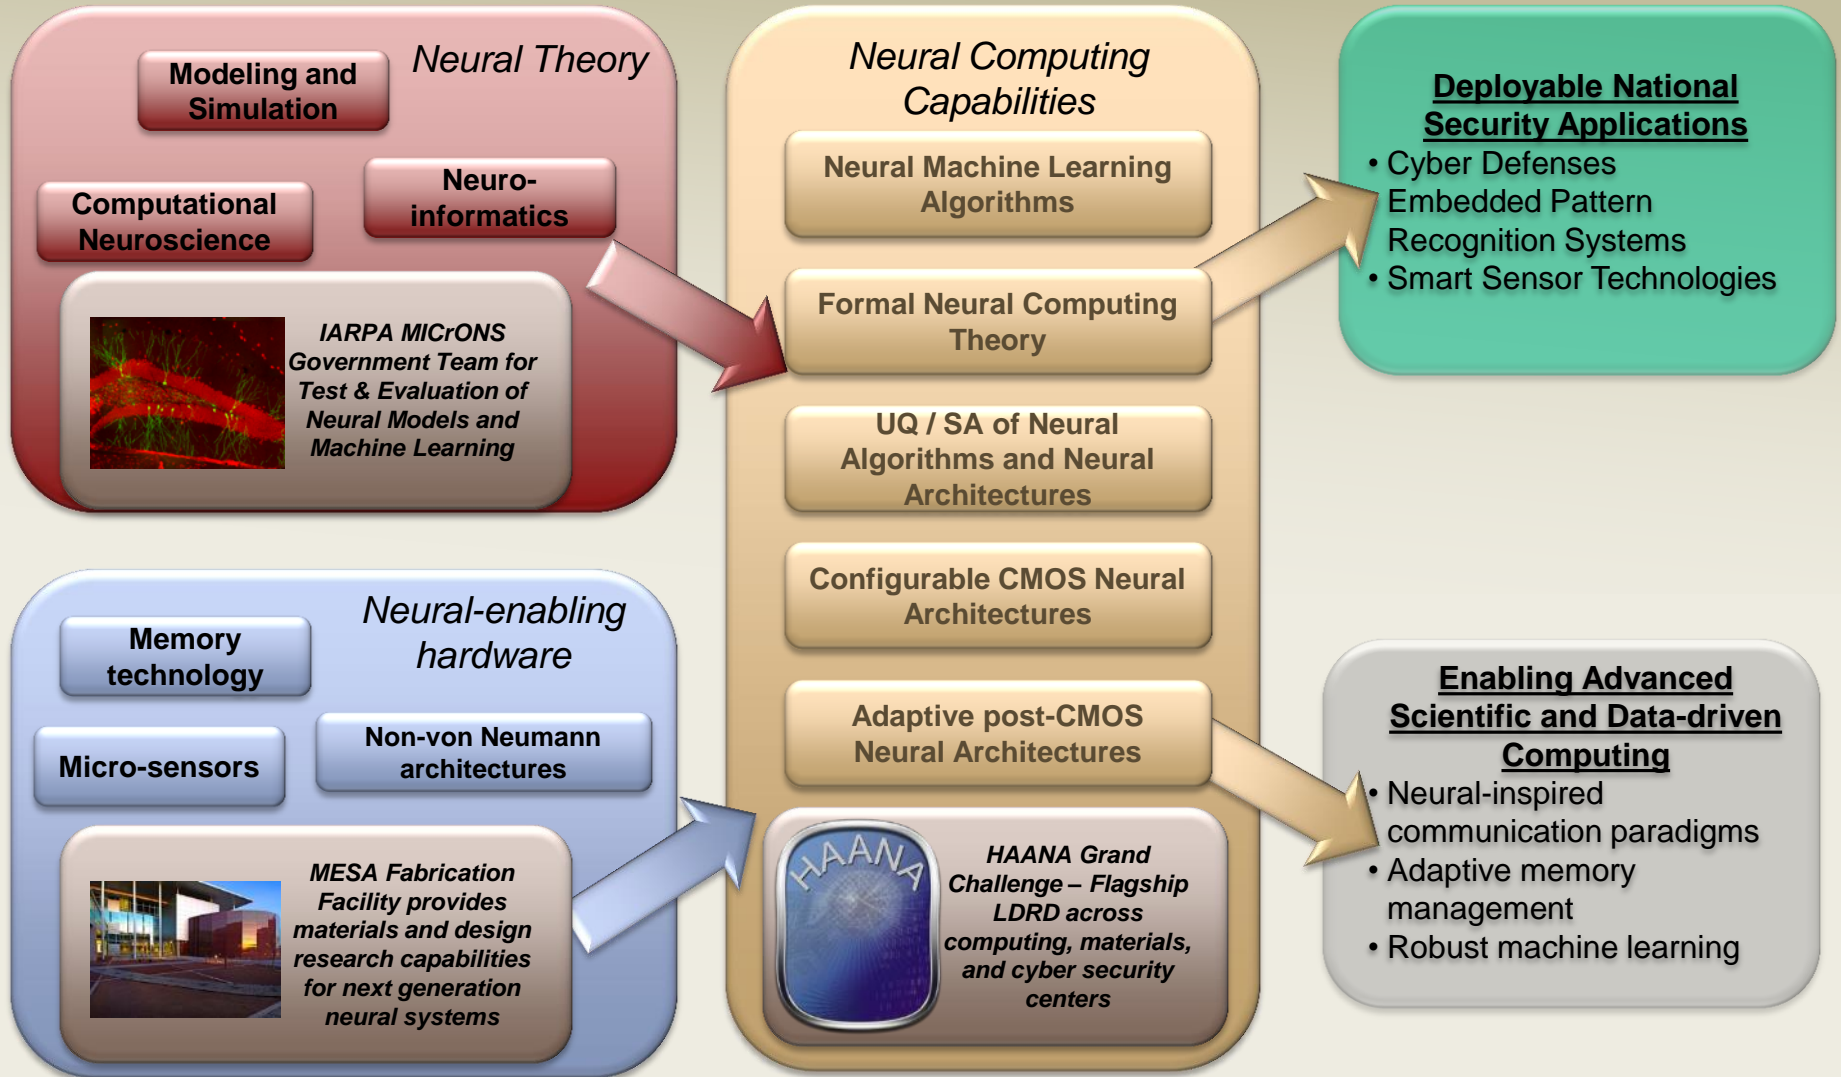 Neural Theory
Modeling and
Simulation
Neuro-
informatics
Computational
Neuroscience
IARPA MICrONS
Government Team for
Test & Evaluation of
Neural Models and
Machine Learning
Neural-enabling
hardware
Memory
technology
Non-von Neumann
architectures
Micro-sensors
MESA Fabrication
Facility provides
materials and design
research capabilities
for next generation
neural systems
Neural Computing
Capabilities
Neural Machine Learning
Algorithms
Formal Neural Computing
Theory
UQ / SA of Neural
Algorithms and Neural
Architectures
Configurable CMOS Neural
Architectures
Adaptive post-CMOS
Neural Architectures
HAANA
HAANA Grand
Challenge – Flagship
LDRD across
computing, materials,
and cyber security
centers
Deployable National
Security Applications
• Cyber Defenses
• Embedded Pattern
Recognition Systems
• Smart Sensor Technologies
Enabling Advanced
Scientific and Data-driven
Computing
• Neural-inspired
communication paradigms
• Adaptive memory
management
• Robust machine learning